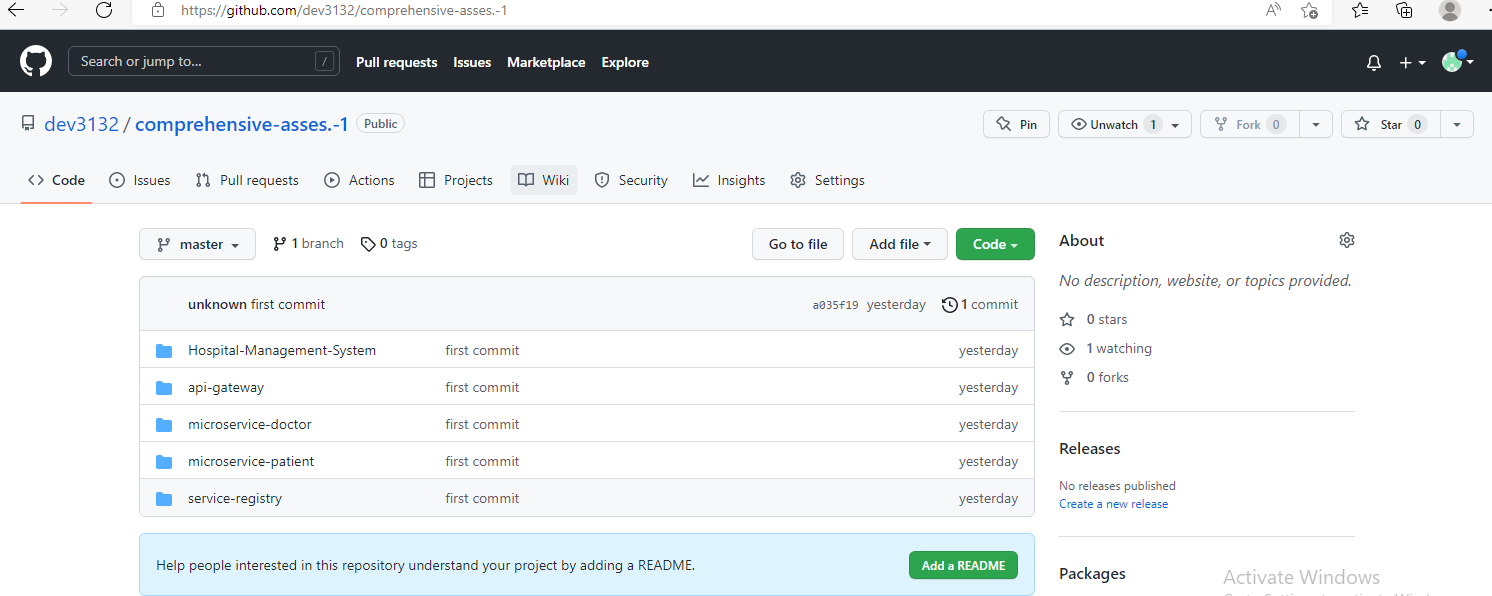 https://github.com/dev3132/comprehensive-asses.-1
Search or jump to... / Pull requests Issues Marketplace Explore
dev3132 / comprehensive-asses.-1 Public Pin Unwatch 1 Fork 0 Star 0
Code Issues Pull requests Actions Projects Wiki Security Insights Settings
master 1 branch 0 tags Go to file Add file Code
unknown first commit a035f19 yesterday 1 commit
Hospital-Management-System first commit yesterday
api-gateway first commit yesterday
microservice-doctor first commit yesterday
microservice-patient first commit yesterday
service-registry first commit yesterday
Help people interested in this repository understand your project by adding a README. Add a README
About
No description, website, or topics provided.
0 stars
1 watching
0 forks
Releases
No releases published
Create a new release
Packages
Activate Windows